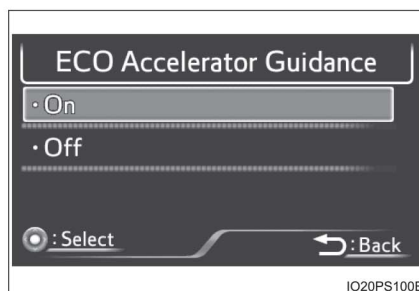 ECO Accelerator Guidance
・On
・Off
: Select
: Back
IO20PS100E